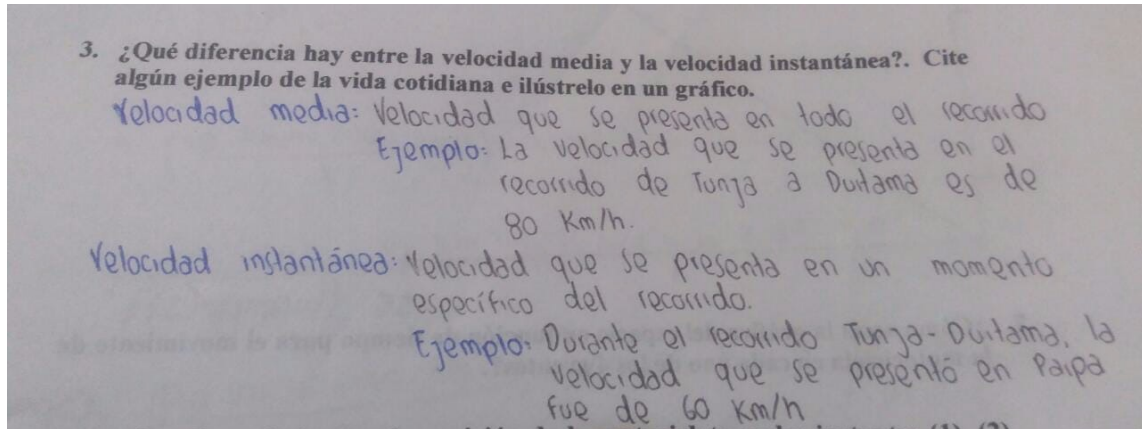 3. ¿Qué diferencia hay entre la velocidad media y la velocidad instantánea?. Cite
algún ejemplo de la vida cotidiana e ilústrelo en un gráfico.
Velocidad media: Velocidad que se presenta en todo el recorrido
Ejemplo: La velocidad que se presenta en el
recorrido de Tunja a Duitama es de
80 Km/h.
Velocidad instantánea: Velocidad que se presenta en un momento
específico del recorrido.
Ejemplo: Durante el recorrido Tunja-Duitama, la
velocidad que se presentó en Paipa
fue de 60 Km/h